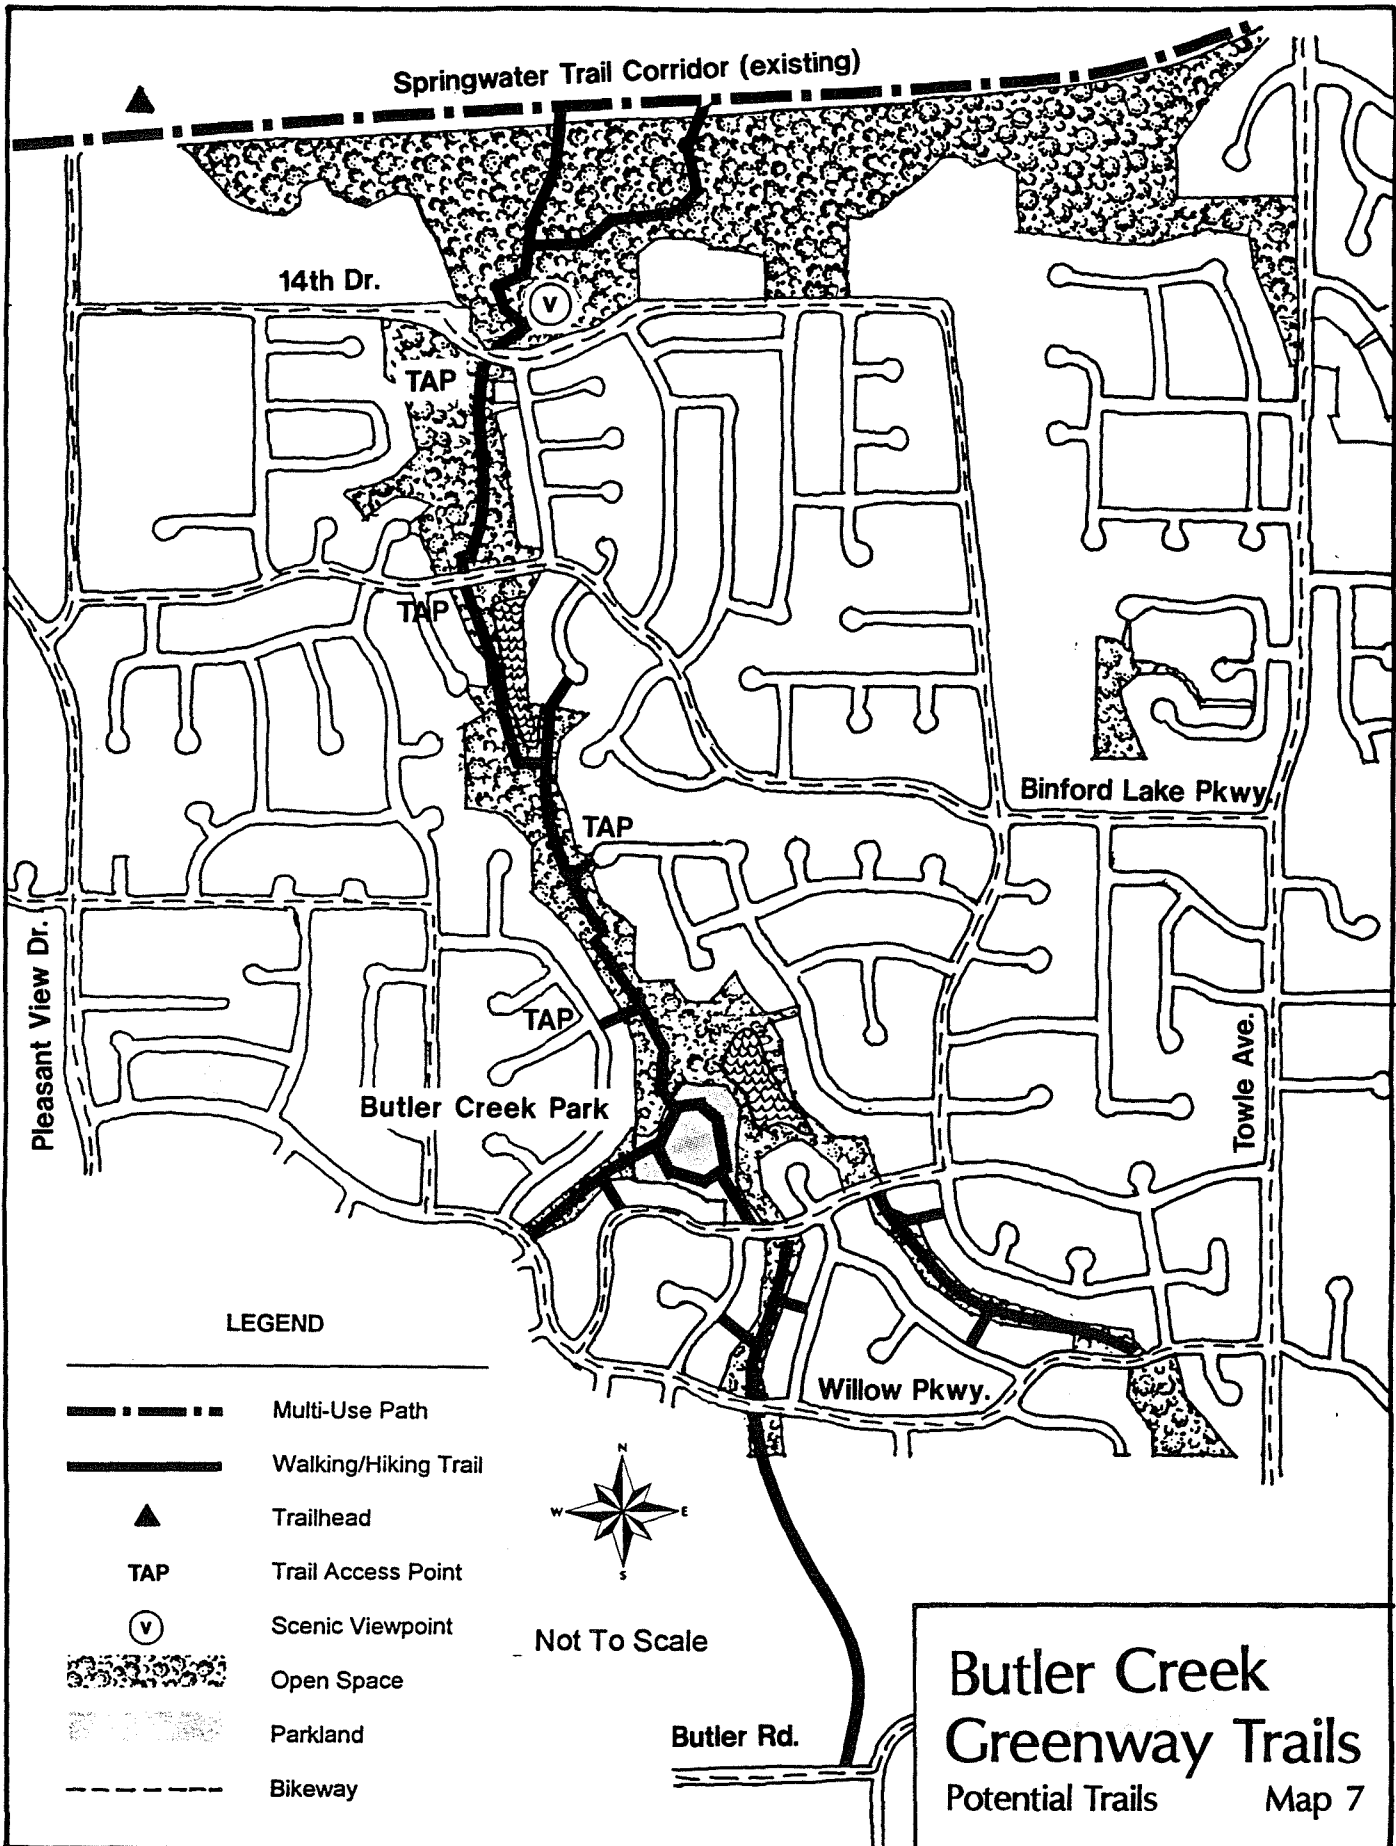 Springwater Trail Corridor (existing)
14th Dr.
V
TAP
TAP
Binford Lake Pkwy.
TAP
Pleasant View Dr.
TAP
Towle Ave.
Butler Creek Park
Willow Pkwy.
LEGEND
Multi-Use Path
Walking/Hiking Trail
Trailhead
TAP Trail Access Point
V Scenic Viewpoint
Open Space
Parkland
Bikeway
N
W E
S
Not To Scale
Butler Rd.
Butler Creek
Greenway Trails
Potential Trails Map 7